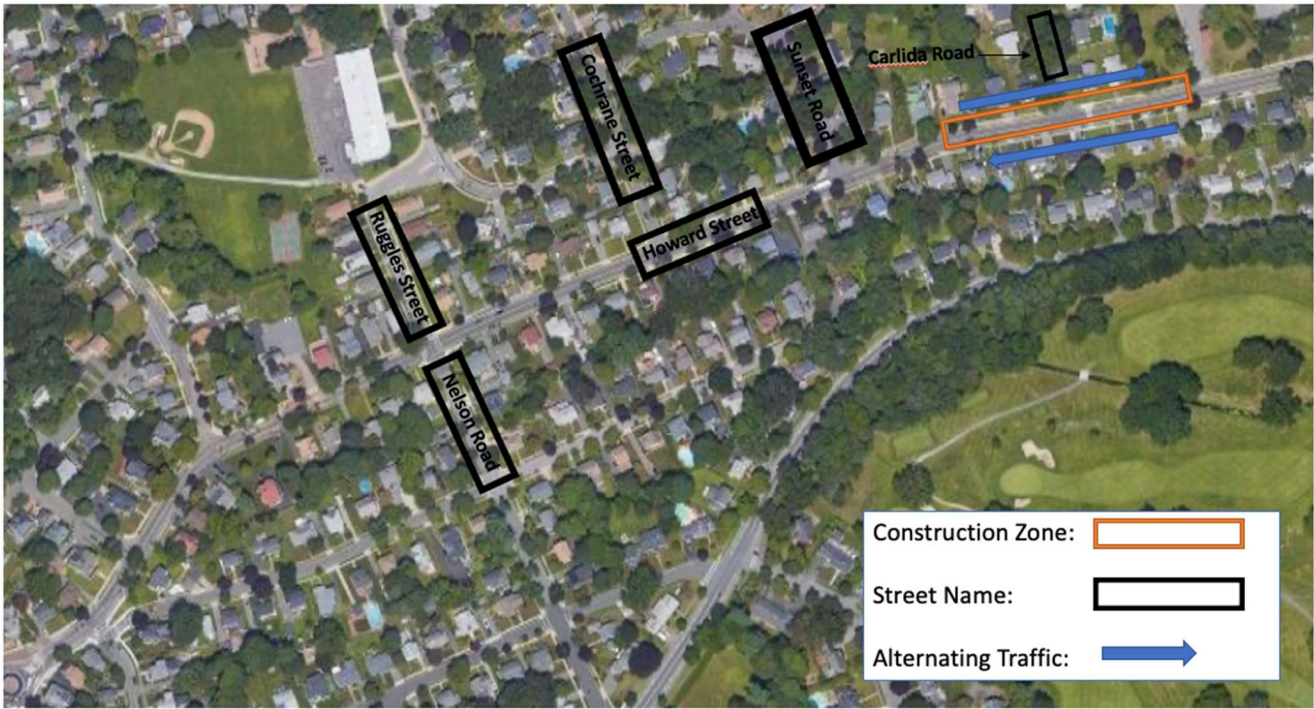 Cochrane Street
Sunset Road
Carlida Road
Ruggles Street
Howard Street
Nelson Road
Construction Zone:
Street Name:
Alternating Traffic: